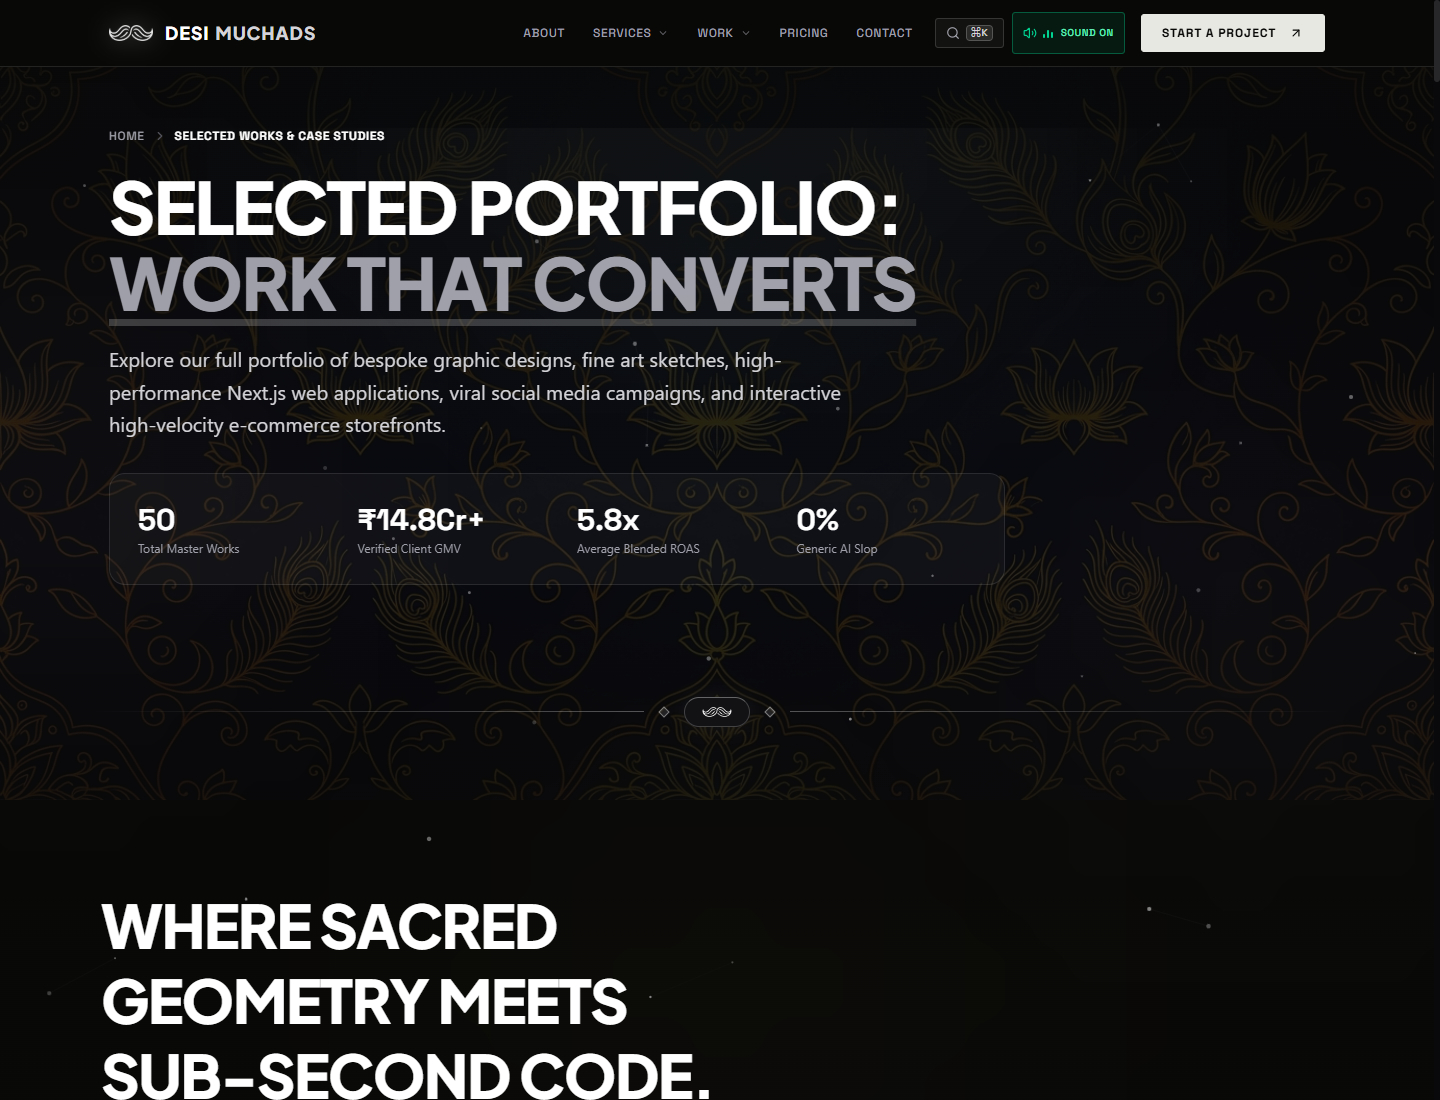 DESI MUCHADS
ABOUT
SERVICES
WORK
PRICING
CONTACT
⌘K
SOUND ON
START A PROJECT
HOME > SELECTED WORKS & CASE STUDIES
SELECTED PORTFOLIO:
WORK THAT CONVERTS
Explore our full portfolio of bespoke graphic designs, fine art sketches, high-
performance Next.js web applications, viral social media campaigns, and interactive
high-velocity e-commerce storefronts.
50
Total Master Works
₹14.8Cr+
Verified Client GMV
5.8x
Average Blended ROAS
0%
Generic AI Slop
WHERE SACRED
GEOMETRY MEETS
SUB-SECOND CODE.